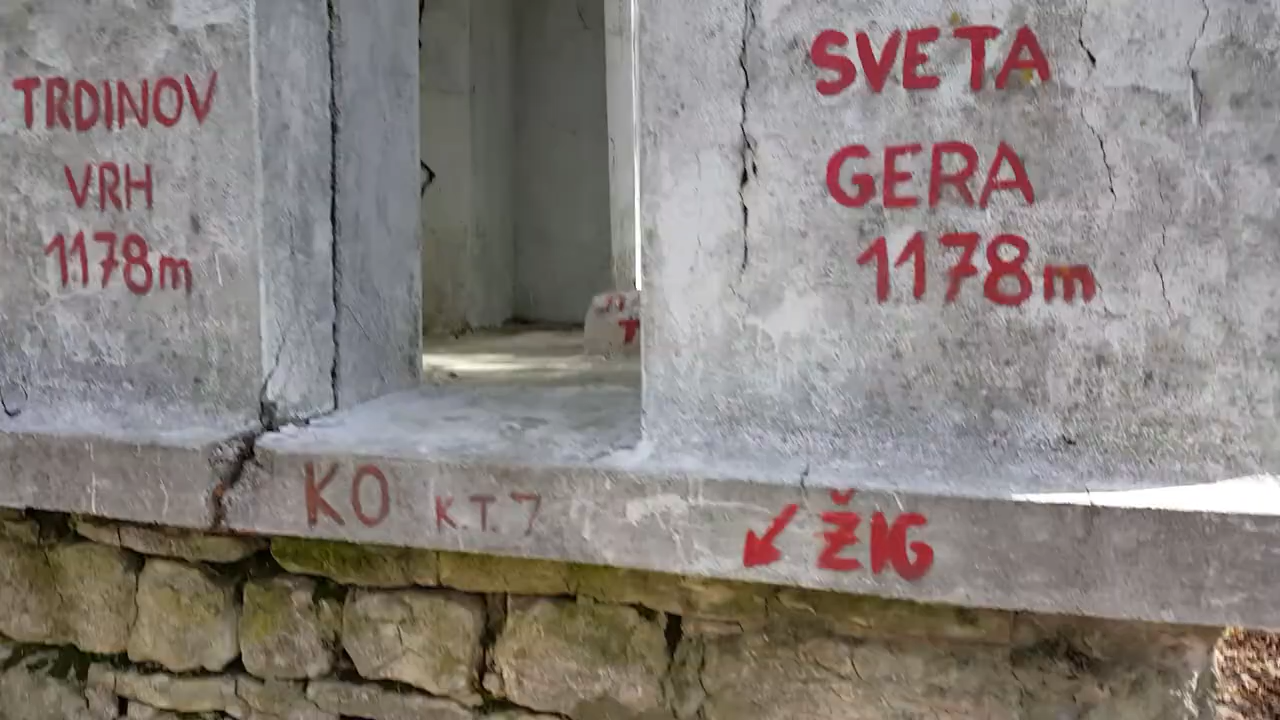 TRDINOV
VRH
1178m
SVETA
GERA
1178m
KO K.T. 7
↙ ŽIG